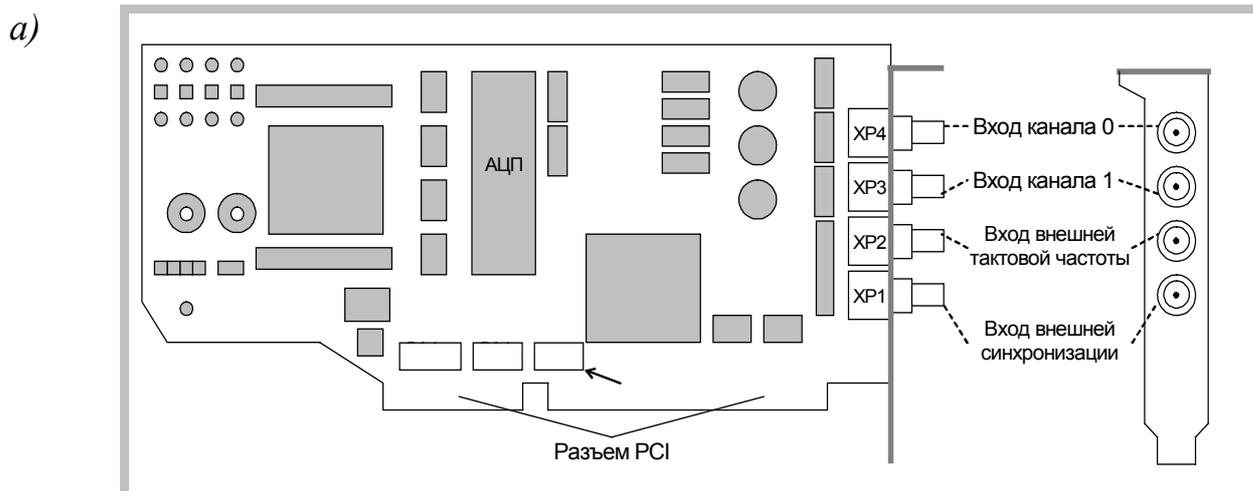 а)
АЦП
XP4
XP3
XP2
XP1
Вход канала 0
Вход канала 1
Вход внешней
тактовой частоты
Вход внешней
синхронизации
Разъем PCI